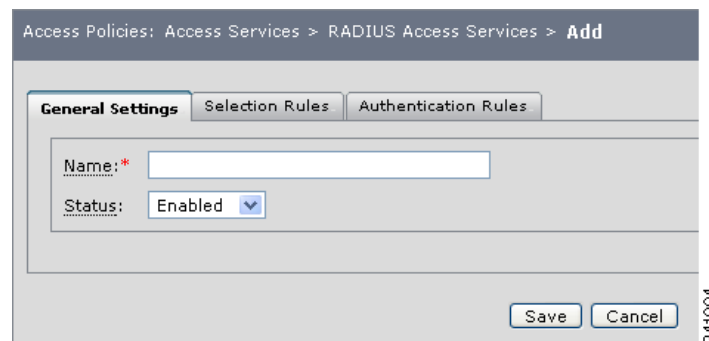 Access Policies: Access Services > RADIUS Access Services > Add
General Settings Selection Rules Authentication Rules
Name:*
Status: Enabled
Save Cancel